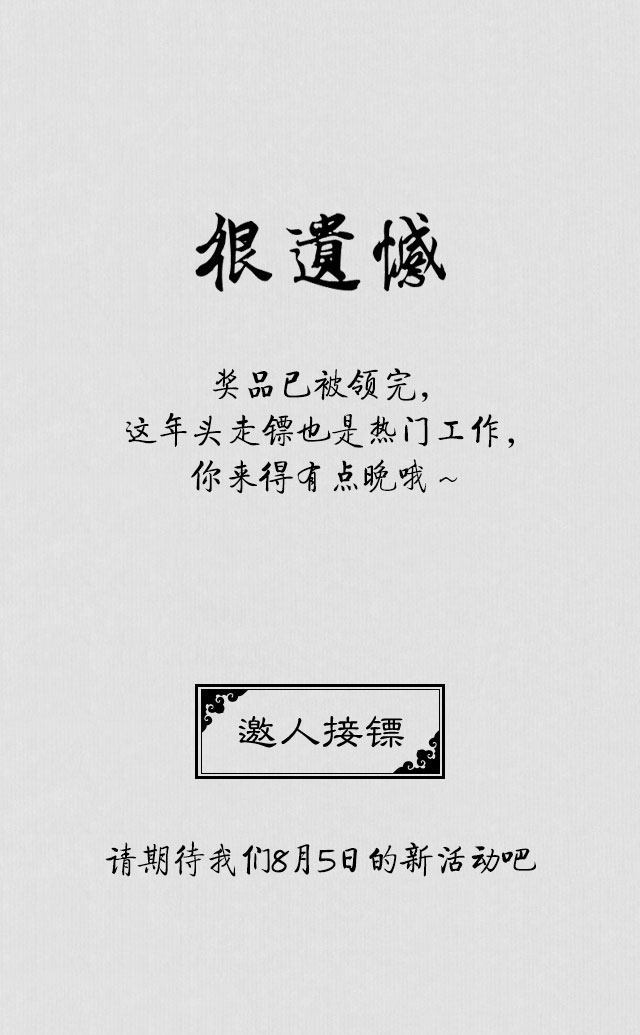 很遺憾
奖品已被领完，
这年头走镖也是热门工作，
你来得有点晚哦～
邀人接镖
请期待我们8月5日的新活动吧